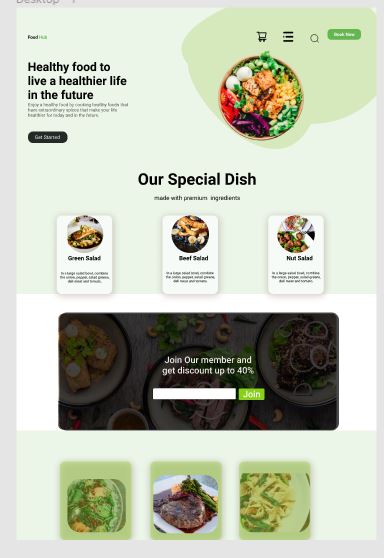 Desktop - 1
Food Hub
Book Now
Healthy food to
live a healthier life
in the future
Enjoy a healthy food by cooking healthy foods that
have extraordinary spices that make your life
healthier for today and in the future.
Get Started
Our Special Dish
made with premium ingredients
Green Salad
Beef Salad
Nut Salad
In a large salad bowl, combine
the onion, pepper, salad greens,
deli meat and tomato.
In a large salad bowl, combine
the onion, pepper, salad greens,
deli meat and tomato.
In a large salad bowl, combine
the onion, pepper, salad greens,
deli meat and tomato.
Join Our member and
get discount up to 40%
Join